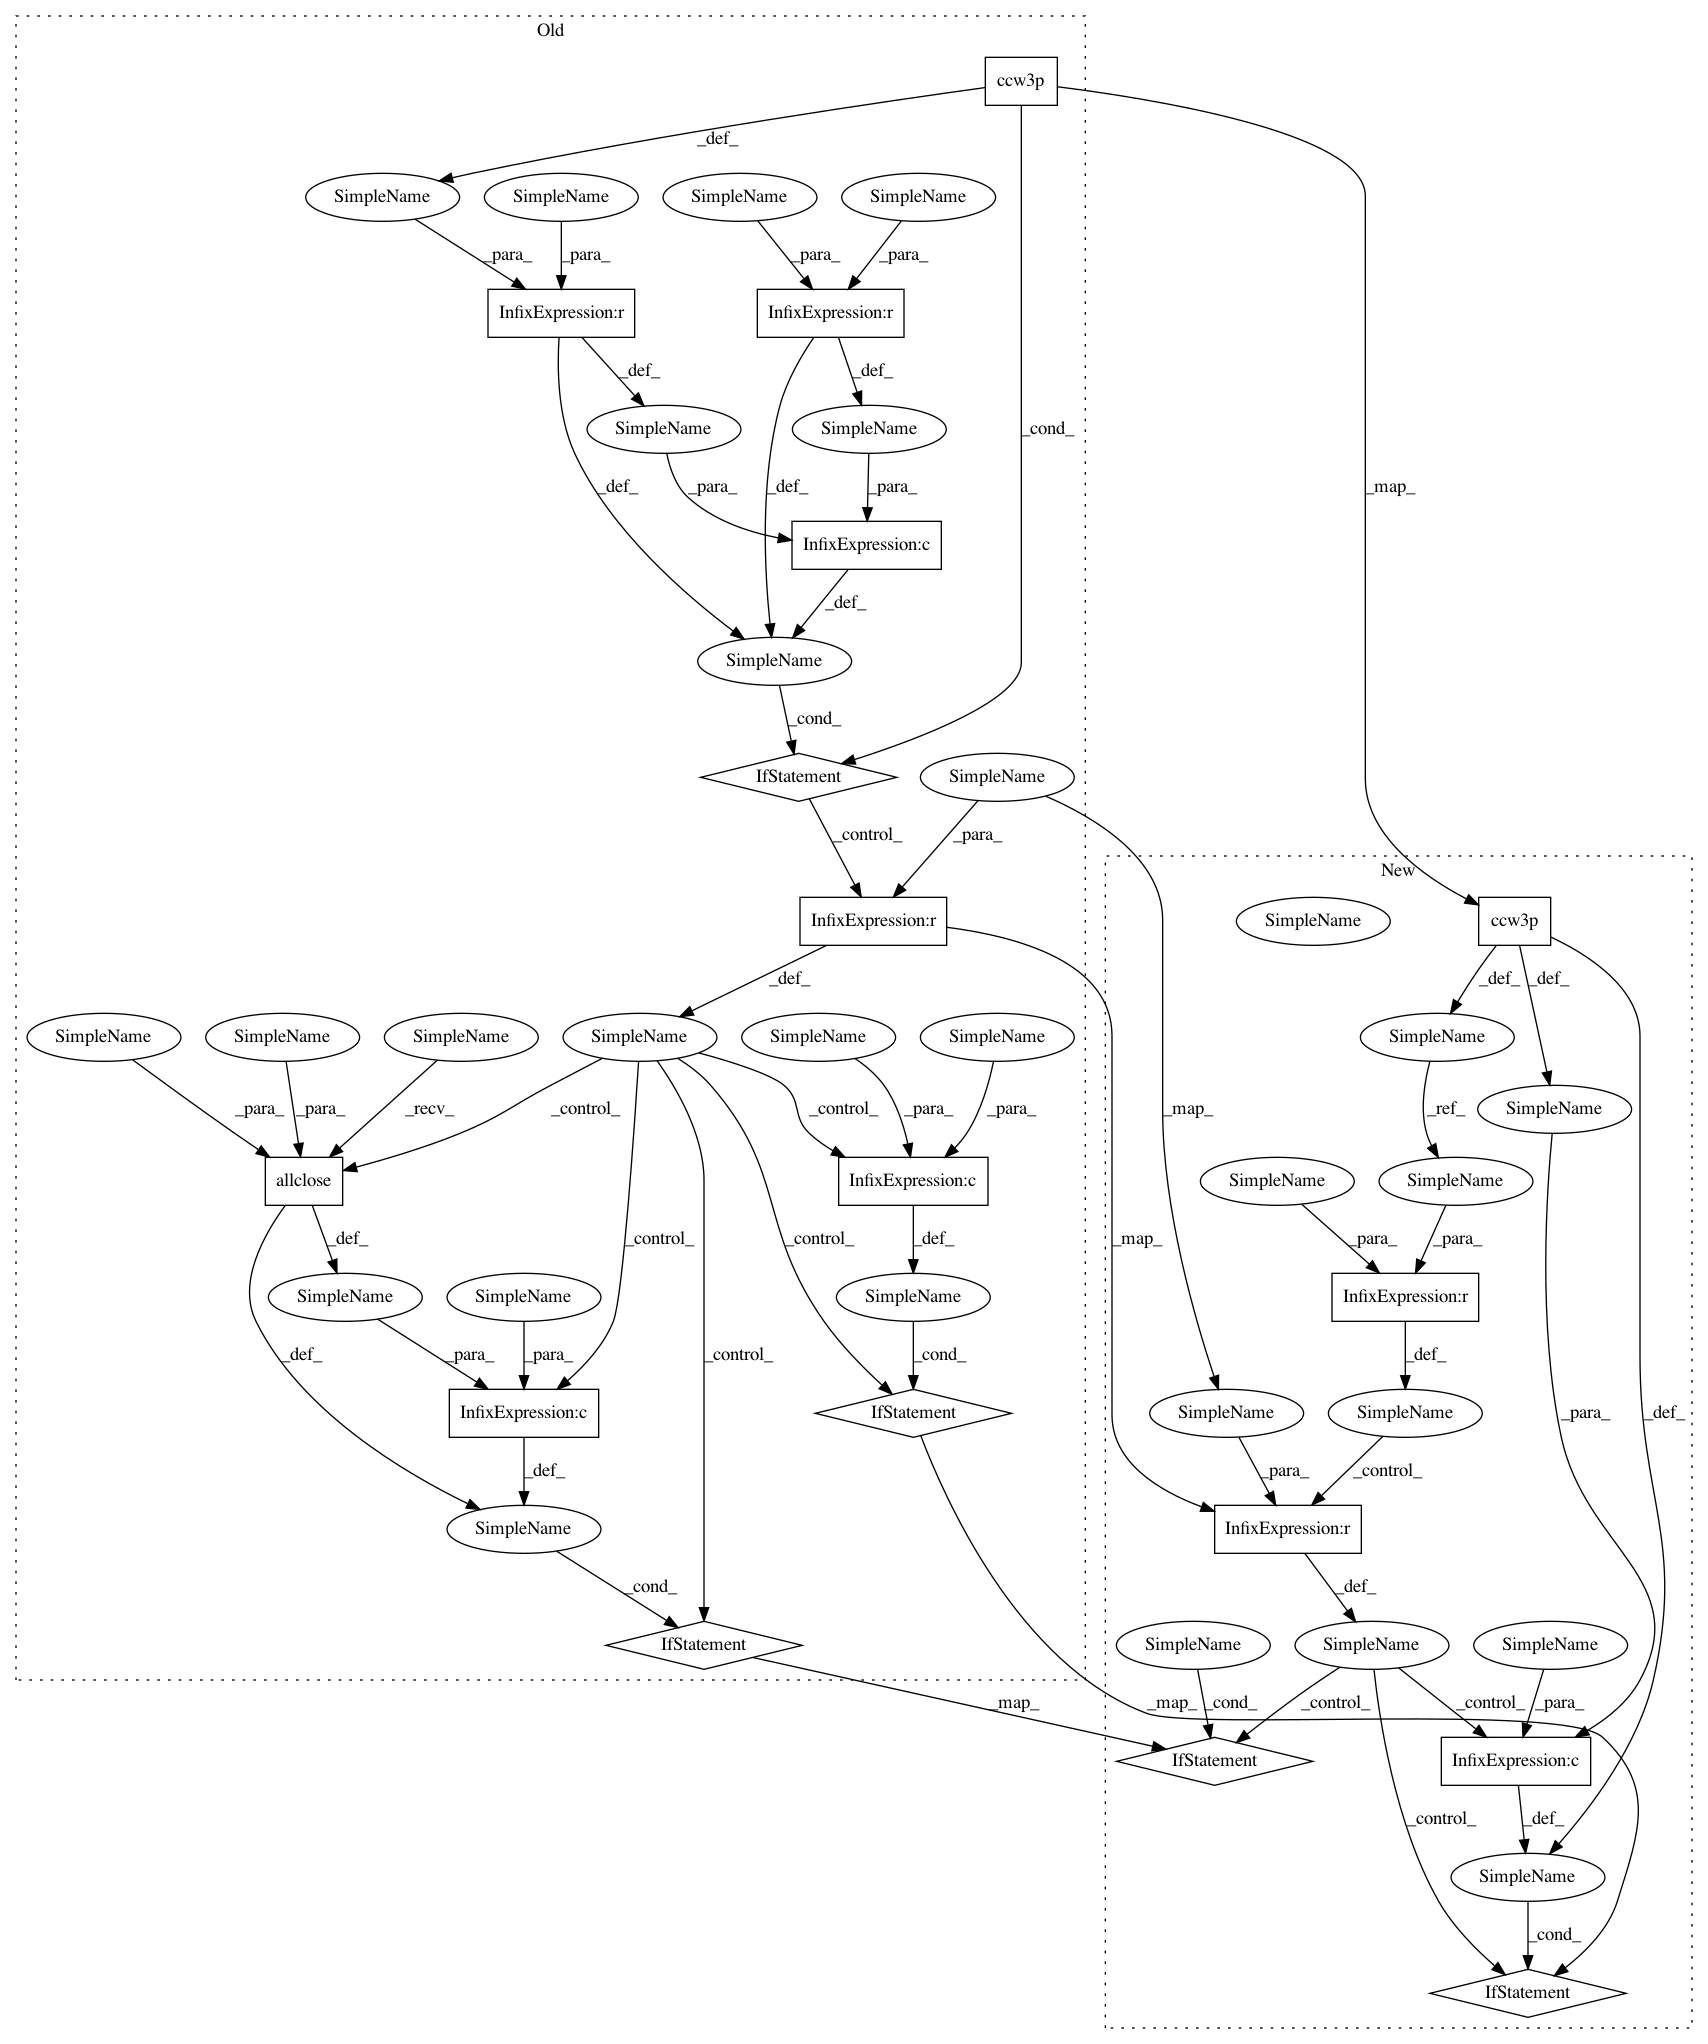 Old
ccw3p
_def_
SimpleName SimpleName SimpleName SimpleName
_para_ _para_ _para_ _para_
InfixExpression:r InfixExpression:r
_def_ _def_
SimpleName SimpleName _cond_
_def_ _para_ _def_ _para_ _map_
InfixExpression:c
_def_
SimpleName
_cond_
IfStatement SimpleName
_control_ _para_
New
InfixExpression:r SimpleName ccw3p
_def_ _def_ _def_
SimpleName SimpleName SimpleName SimpleName SimpleName SimpleName SimpleName
_para_ _para_ _recv_ _control_ _control_ _para_ _para_ _map_ _ref_ SimpleName
allclose InfixExpression:c SimpleName SimpleName
_def_ _control_ _control_ _def_ _map_ _para_ _para_
SimpleName SimpleName SimpleName InfixExpression:r
_def_ _para_ _para_ _control_ _cond_ _def_
InfixExpression:c IfStatement SimpleName SimpleName _para_ _def_
_def_ _para_ _control_
SimpleName InfixExpression:r
_cond_ _def_
IfStatement SimpleName SimpleName SimpleName
_map_ _map_ _cond_ _control_ _control_ _para_
IfStatement InfixExpression:c
_control_ _def_
SimpleName
_cond_
IfStatement